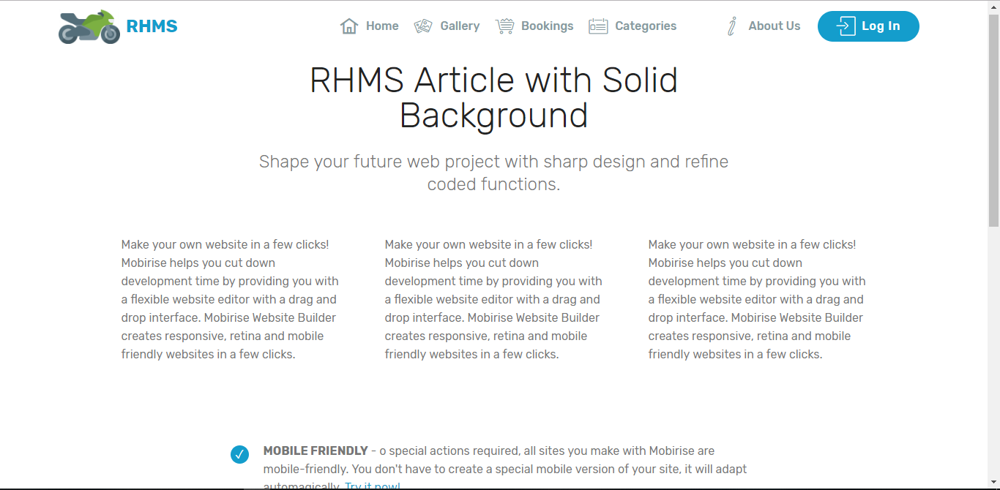 RHMS
Home
Gallery
Bookings
Categories
About Us
Log In
RHMS Article with Solid
Background
Shape your future web project with sharp design and refine
coded functions.
Make your own website in a few clicks!
Mobirise helps you cut down
development time by providing you with
a flexible website editor with a drag and
drop interface. Mobirise Website Builder
creates responsive, retina and mobile
friendly websites in a few clicks.
Make your own website in a few clicks!
Mobirise helps you cut down
development time by providing you with
a flexible website editor with a drag and
drop interface. Mobirise Website Builder
creates responsive, retina and mobile
friendly websites in a few clicks.
Make your own website in a few clicks!
Mobirise helps you cut down
development time by providing you with
a flexible website editor with a drag and
drop interface. Mobirise Website Builder
creates responsive, retina and mobile
friendly websites in a few clicks.
MOBILE FRIENDLY - o special actions required, all sites you make with Mobirise are
mobile-friendly. You don't have to create a special mobile version of your site, it will adapt
automagically. Try it now!